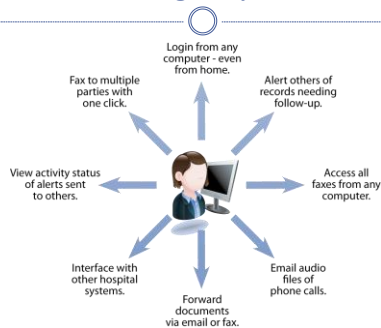 Login from any
computer - even
from home.
Fax to multiple
parties with
one click.
Alert others of
records needing
follow-up.
View activity status
of alerts sent
to others.
Access all
faxes from any
computer.
Interface with
other hospital
systems.
Email audio
files of
phone calls.
Forward
documents
via email or fax.